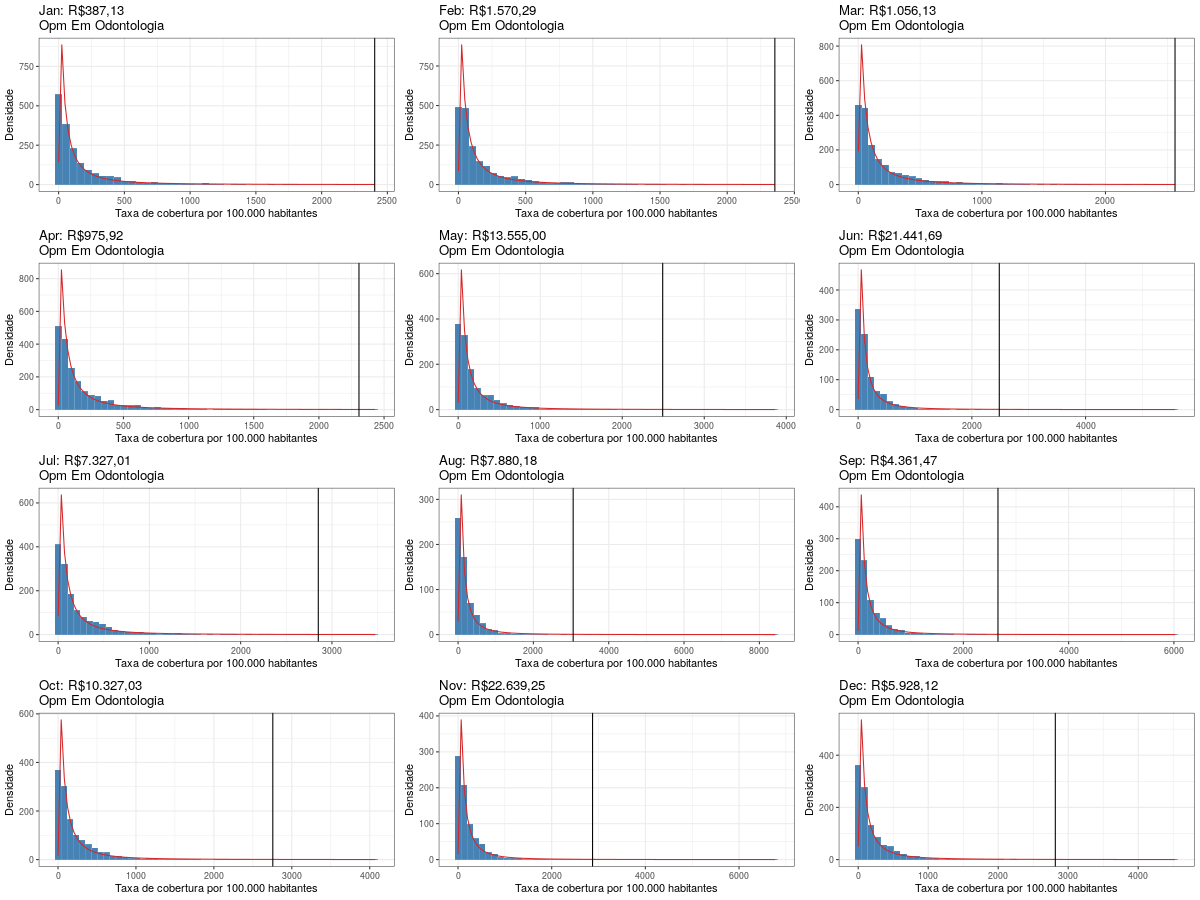 Jan: R$387,13
Opm Em Odontologia
Densidade
750
500
250
0
0
500
1000
1500
2000
2500
Taxa de cobertura por 100.000 habitantes
Feb: R$1.570,29
Opm Em Odontologia
Densidade
750
500
250
0
0
500
1000
1500
2000
Taxa de cobertura por 100.000 habitantes
Mar: R$1.056,13
Opm Em Odontologia
Densidade
800
600
400
200
0
0
1000
2000
Taxa de cobertura por 100.000 habitantes
Apr: R$975,92
Opm Em Odontologia
Densidade
800
600
400
200
0
0
500
1000
1500
2000
2500
Taxa de cobertura por 100.000 habitantes
May: R$13.555,00
Opm Em Odontologia
Densidade
600
400
200
0
0
1000
2000
3000
4000
Taxa de cobertura por 100.000 habitantes
Jun: R$21.441,69
Opm Em Odontologia
Densidade
400
300
200
100
0
0
2000
4000
Taxa de cobertura por 100.000 habitantes
Jul: R$7.327,01
Opm Em Odontologia
Densidade
600
400
200
0
0
1000
2000
3000
Taxa de cobertura por 100.000 habitantes
Aug: R$7.880,18
Opm Em Odontologia
Densidade
300
200
100
0
0
2000
4000
6000
8000
Taxa de cobertura por 100.000 habitantes
Sep: R$4.361,47
Opm Em Odontologia
Densidade
400
300
200
100
0
0
2000
4000
6000
Taxa de cobertura por 100.000 habitantes
Oct: R$10.327,03
Opm Em Odontologia
Densidade
600
400
200
0
0
1000
2000
3000
4000
Taxa de cobertura por 100.000 habitantes
Nov: R$22.639,25
Opm Em Odontologia
Densidade
400
300
200
100
0
0
2000
4000
6000
Taxa de cobertura por 100.000 habitantes
Dec: R$5.928,12
Opm Em Odontologia
Densidade
400
200
0
0
1000
2000
3000
4000
Taxa de cobertura por 100.000 habitantes